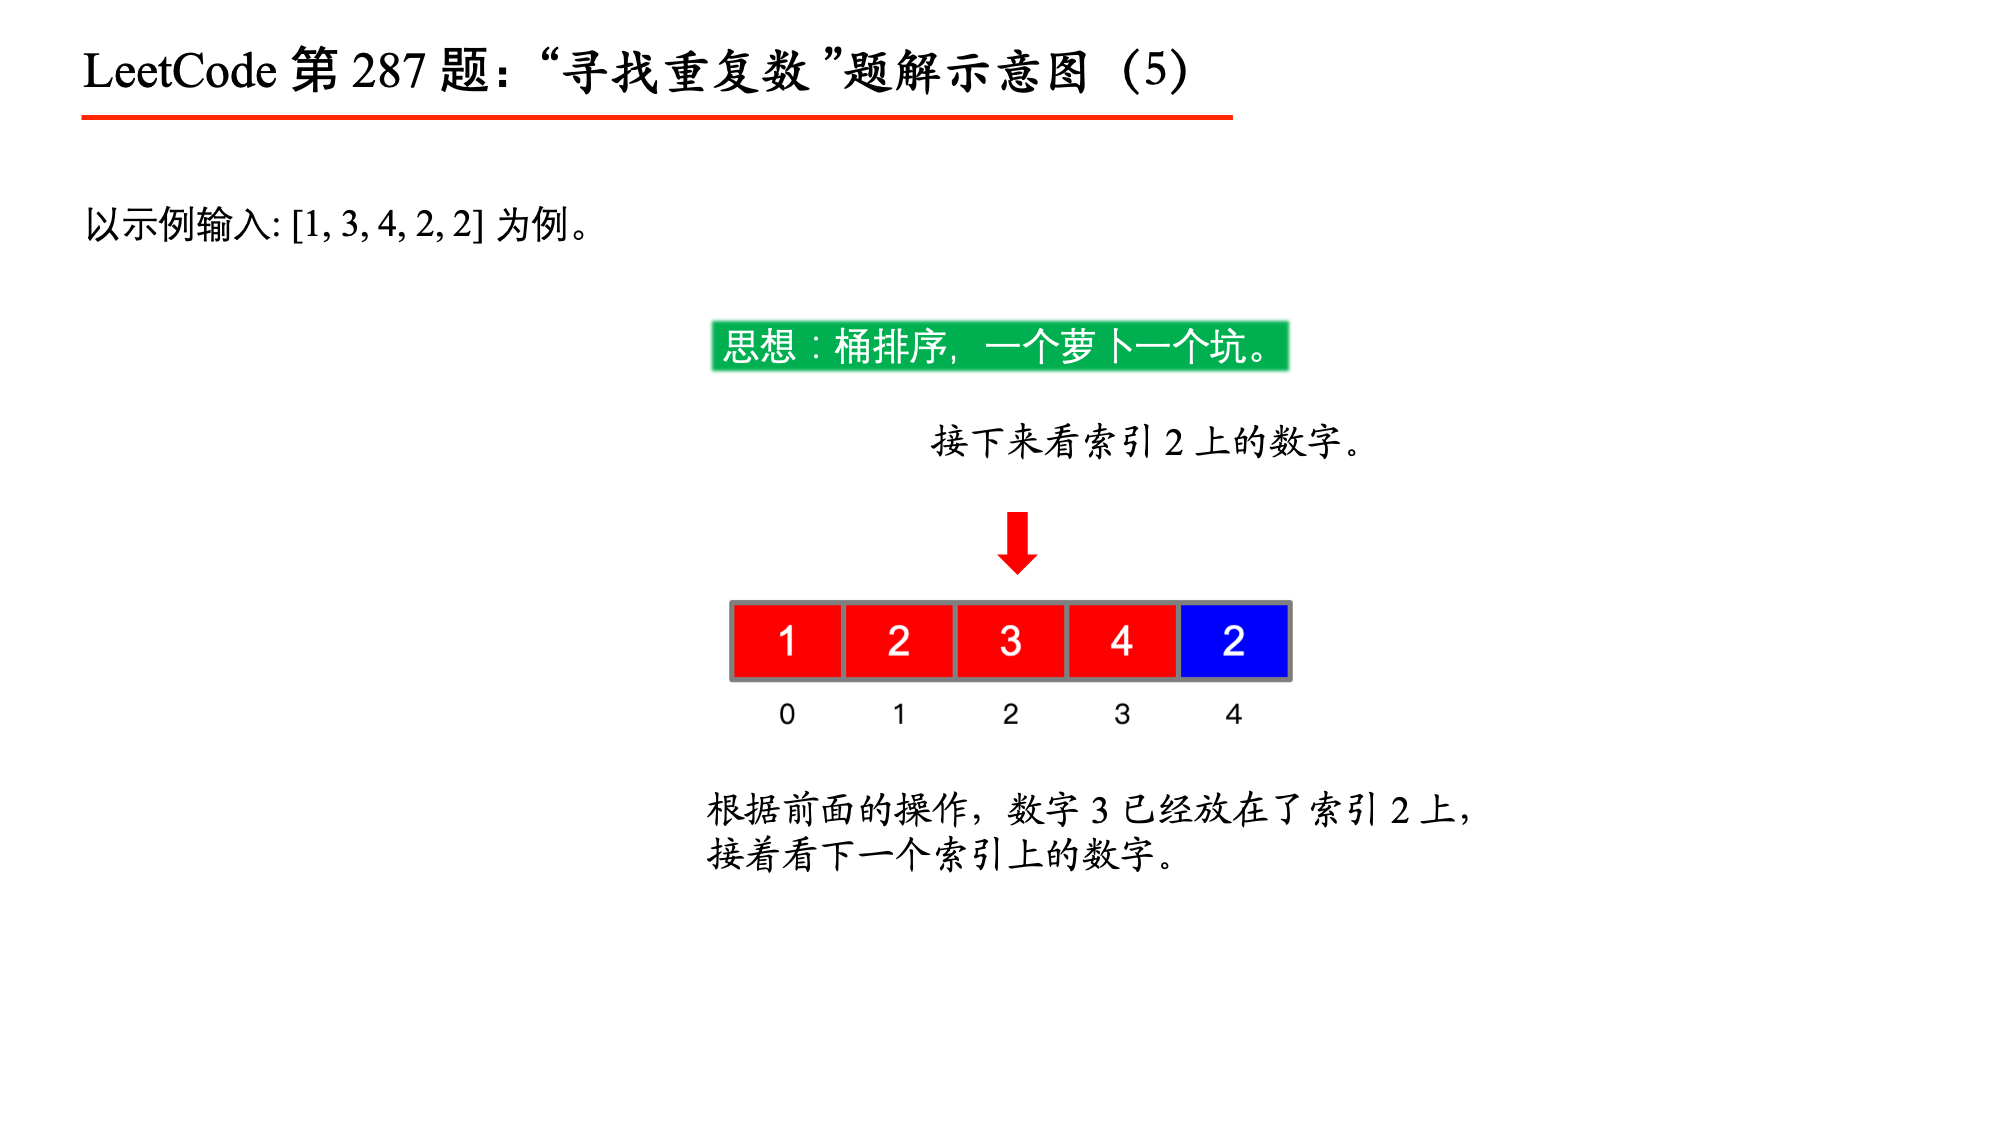 LeetCode 第 287 题：“寻找重复数”题解示意图（5）
以示例输入: [1, 3, 4, 2, 2] 为例。
思想：桶排序，一个萝卜一个坑。
接下来看索引 2 上的数字。
1 2 3 4 2
0 1 2 3 4
根据前面的操作，数字 3 已经放在了索引 2 上，
接着看下一个索引上的数字。